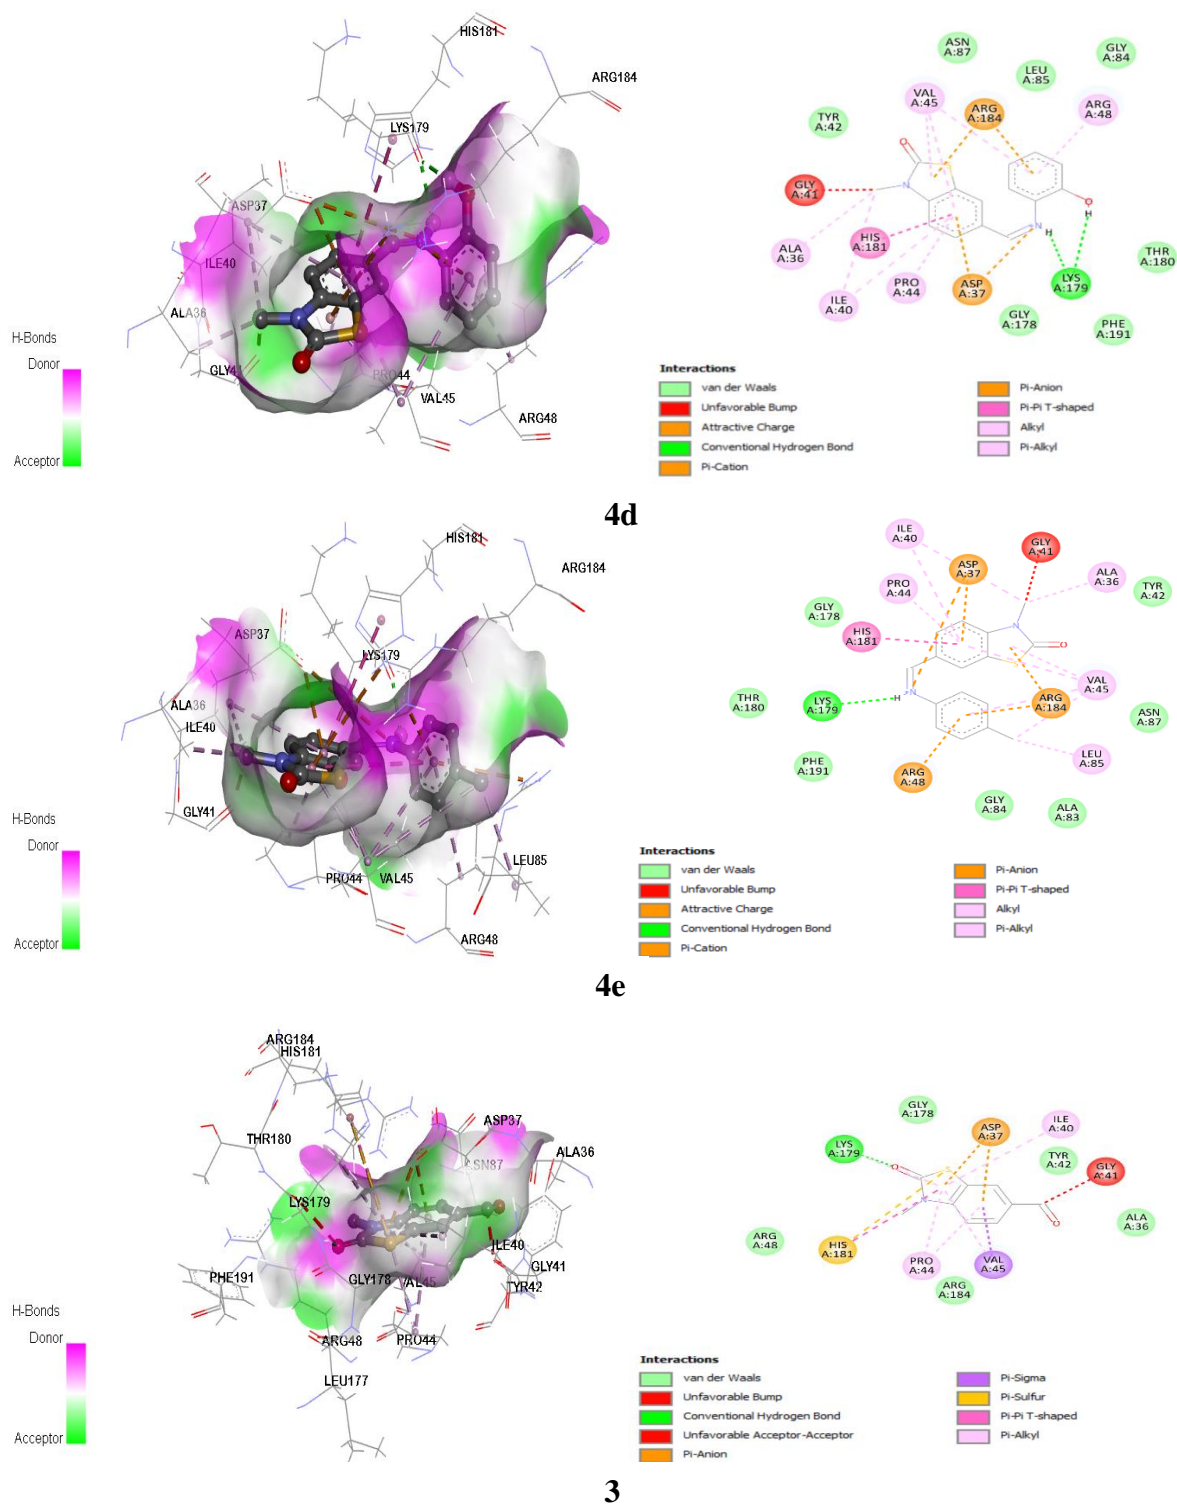 HIS181
ARG184
LYS179
ASP37
ILE40
ALA36
GLY41
PRO44
VAL45
ARG48
H-Bonds
Donor
Acceptor
ASN
A:87
GLY
A:84
LEU
A:85
VAL
A:45
ARG
A:184
ARG
A:48
TYR
A:42
O
N
S
GLY
A:41
O
H
N
H
ALA
A:36
HIS
A:181
THR
A:180
ILE
A:40
PRO
A:44
ASP
A:37
LYS
A:179
GLY
A:178
PHE
A:191
Interactions
van der Waals
Unfavorable Bump
Attractive Charge
Conventional Hydrogen Bond
Pi-Cation
Pi-Anion
Pi-Pi T-shaped
Alkyl
Pi-Alkyl
4d
HIS181
ARG184
ASP37
LYS179
ALA36
ILE40
GLY41
PRO44
VAL45
LEU85
ARG48
H-Bonds
Donor
Acceptor
ILE
A:40
GLY
A:41
ASP
A:37
PRO
A:44
ALA
A:36
TYR
A:42
GLY
A:178
HIS
A:181
N
O
S
VAL
A:45
THR
A:180
LYS
A:179
H
N
ARG
A:184
ASN
A:87
PHE
A:191
ARG
A:48
LEU
A:85
GLY
A:84
ALA
A:83
Interactions
van der Waals
Unfavorable Bump
Attractive Charge
Conventional Hydrogen Bond
Pi-Cation
Pi-Anion
Pi-Pi T-shaped
Alkyl
Pi-Alkyl
4e
ARG184
HIS181
THR180
ASP37
ALA36
LYS179
ILE40
GLY41
TYR42
PHE191
GLY178
ARG48
PRO44
LEU177
H-Bonds
Donor
Acceptor
GLY
A:178
ASP
A:37
ILE
A:40
LYS
A:179
O
S
TYR
A:42
GLY
A:41
N
O
ALA
A:36
ARG
A:48
HIS
A:181
PRO
A:44
VAL
A:45
ARG
A:184
Interactions
van der Waals
Unfavorable Bump
Conventional Hydrogen Bond
Unfavorable Acceptor-Acceptor
Pi-Anion
Pi-Sigma
Pi-Sulfur
Pi-Pi T-shaped
Pi-Alkyl
3